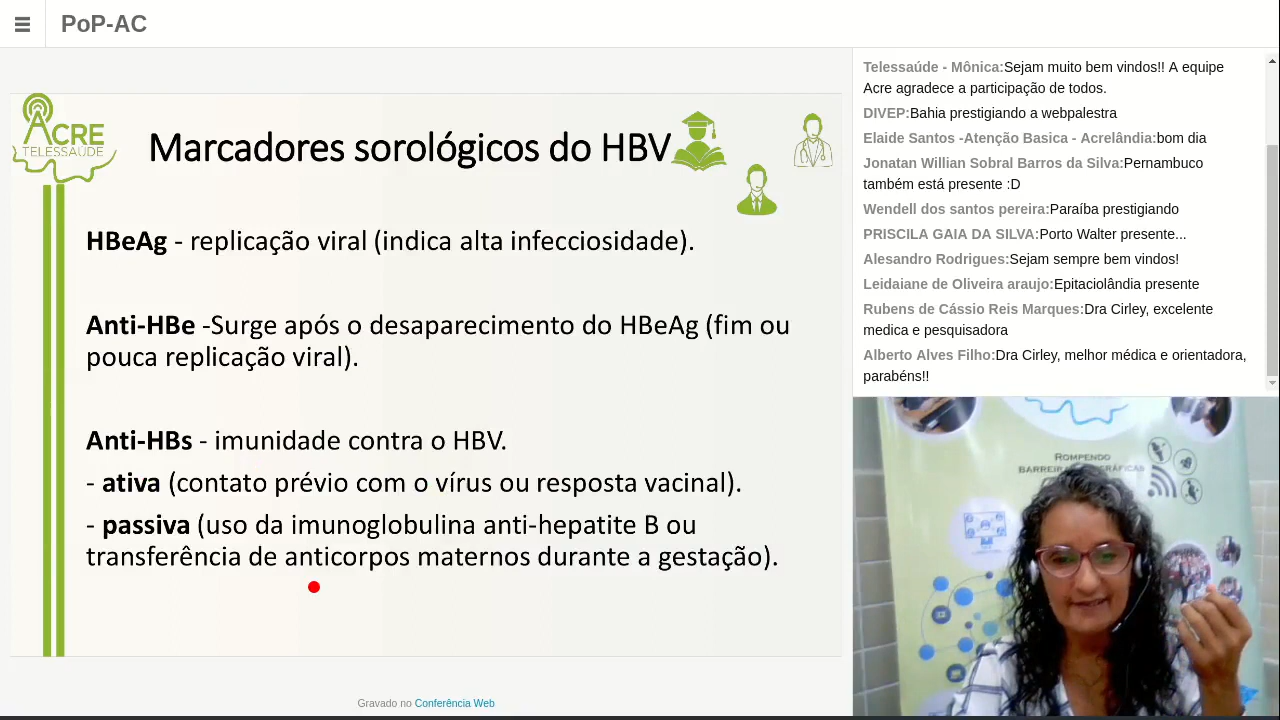 PoP-AC
ACRE
TELESSAÚDE
Marcadores sorológicos do HBV
HBeAg - replicação viral (indica alta infecciosidade).
Anti-HBe -Surge após o desaparecimento do HBeAg (fim ou
pouca replicação viral).
Anti-HBs - imunidade contra o HBV.
- ativa (contato prévio com o vírus ou resposta vacinal).
- passiva (uso da imunoglobulina anti-hepatite B ou
transferência de anticorpos maternos durante a gestação).
Gravado no Conferência Web
Telessaúde - Mônica:Sejam muito bem vindos!! A equipe
Acre agradece a participação de todos.
DIVEP:Bahia prestigiando a webpalestra
Elaide Santos -Atenção Basica - Acrelândia:bom dia
Jonatan Willian Sobral Barros da Silva:Pernambuco
também está presente :D
Wendell dos santos pereira:Paraíba prestigiando
PRISCILA GAIA DA SILVA:Porto Walter presente...
Alesandro Rodrigues:Sejam sempre bem vindos!
Leidaiane de Oliveira araujo:Epitaciolândia presente
Rubens de Cássio Reis Marques:Dra Cirley, excelente
medica e pesquisadora
Alberto Alves Filho:Dra Cirley, melhor médica e orientadora,
parabéns!!
ROMPENDO